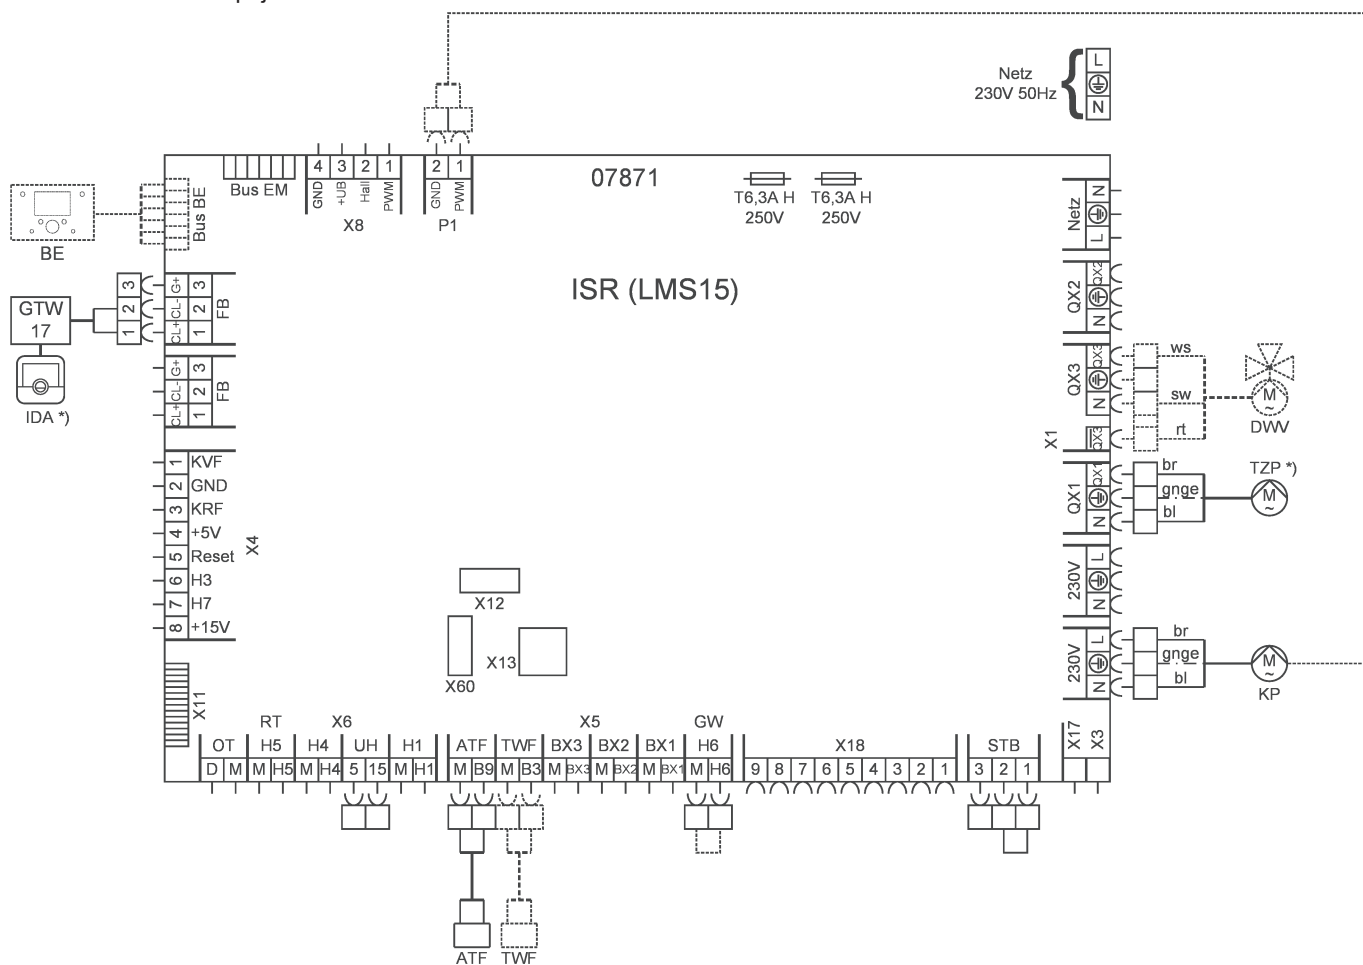 Netz
230V 50Hz
L
N
4 3 2 1
GND +UB Hall PWM
X8
2 1
GND PWM
P1
07871
T6,3A H
250V
T6,3A H
250V
Bus EM
Bus BE
BE
ISR (LMS15)
GTW
17
IDA *)
3
2
1
G+ 3
CL- 2
CL+ 1
FB
G+ 3
CL- 2
CL+ 1
FB
1 KVF
2 GND
3 KRF
4 +5V
5 Reset
6 H3
7 H7
8 +15V
X4
X11
X12
X60
X13
Netz
N
L
QX2
QX2
N
QX3
QX3
N
QX3
X1
ws
sw
rt
M
~
DWV
QX1
QX1
N
br
gnge
bl
TZP *)
M
~
230V
L
N
230V
L
N
br
gnge
bl
M
~
KP
X17 X3
RT X6 X5 GW
OT H5 H4 UH H1 ATF TWF BX3 BX2 BX1 H6 X18 STB
D M M H5 M H4 5 15 M H1 M B9 M B3 M BX3 M BX2 M BX1 M H6 9 8 7 6 5 4 3 2 1 3 2 1
ATF TWF